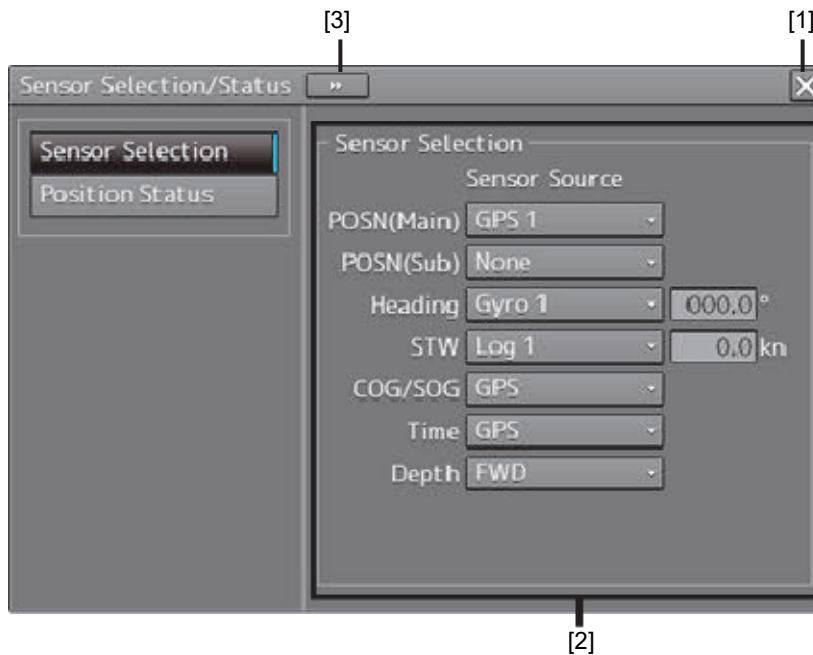 [3] [1]
Sensor Selection/Status »
Sensor Selection
Position Status
Sensor Selection
Sensor Source
POSN(Main) GPS 1
POSN(Sub) None
Heading Gyro 1 000.0°
STW Log 1 0.0 kn
COG/SOG GPS
Time GPS
Depth FWD
[2]